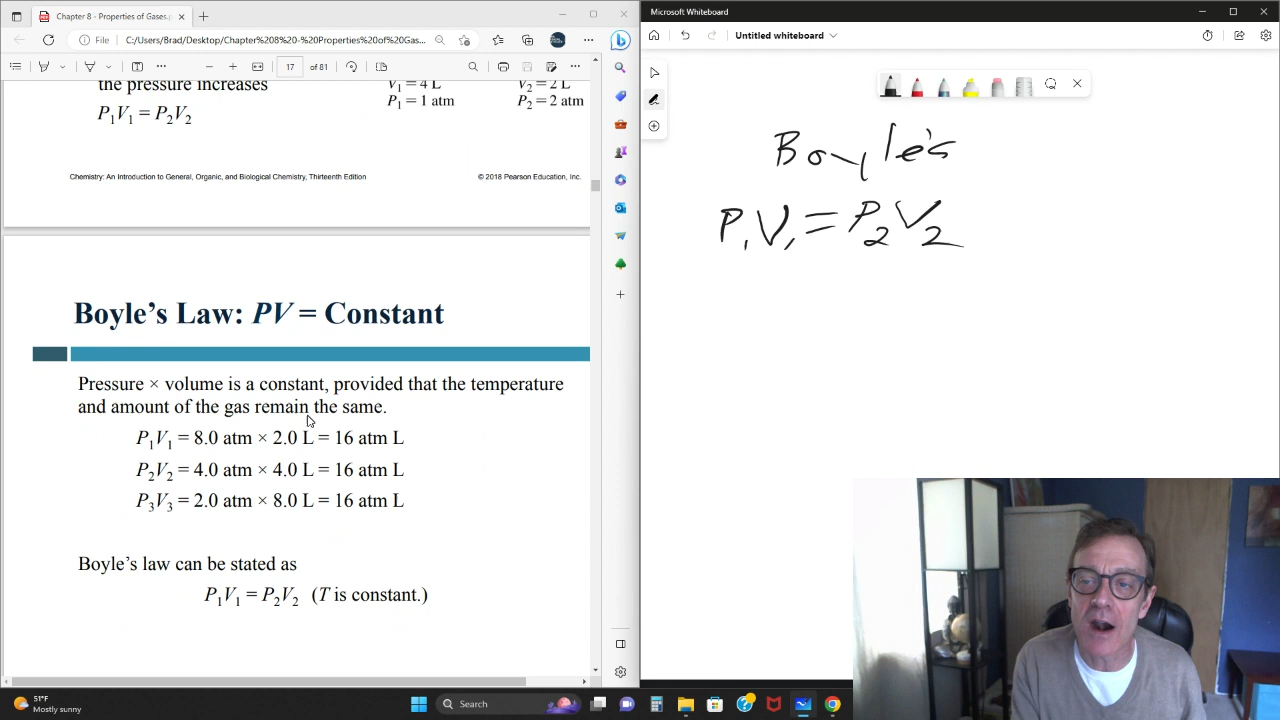 Chapter 8 - Properties of Gases.p
File C:/Users/Brad/Desktop/Chapter%208%20-%20Properties%20of%20Gas...
17 of 81
the pressure increases
P₁V₁ = P₂V₂
V₁ = 4 L V₂ = 2 L
P₁ = 1 atm P₂ = 2 atm
Chemistry: An Introduction to General, Organic, and Biological Chemistry, Thirteenth Edition © 2018 Pearson Education, Inc.
Boyle's Law: PV = Constant
Pressure × volume is a constant, provided that the temperature
and amount of the gas remain the same.
P₁V₁ = 8.0 atm × 2.0 L = 16 atm L
P₂V₂ = 4.0 atm × 4.0 L = 16 atm L
P₃V₃ = 2.0 atm × 8.0 L = 16 atm L
Boyle's law can be stated as
P₁V₁ = P₂V₂ (T is constant.)
Microsoft Whiteboard
Untitled whiteboard
Boyle's
P₁V₁ = P₂V₂
51°F
Mostly sunny
Search